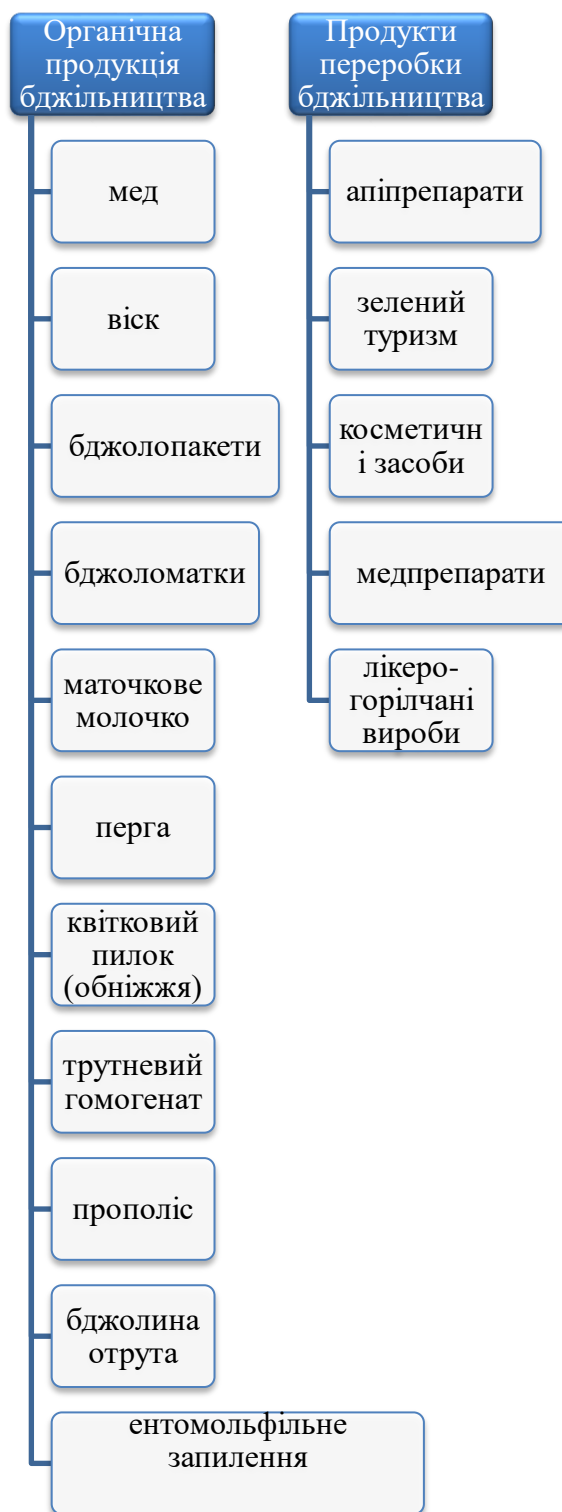 Органічна
продукція
бджільництва
мед
віск
бджолопакети
бджоломатки
маточкове
молочко
перга
квітковий
пилок
(обніжжя)
трутневий
гомогенат
прополіс
бджолина
отрута
ентомольфільне
запилення
Продукти
переробки
бджільництва
апіпрепарати
зелений
туризм
косметичн
і засоби
медпрепарати
лікеро-
горілчані
вироби